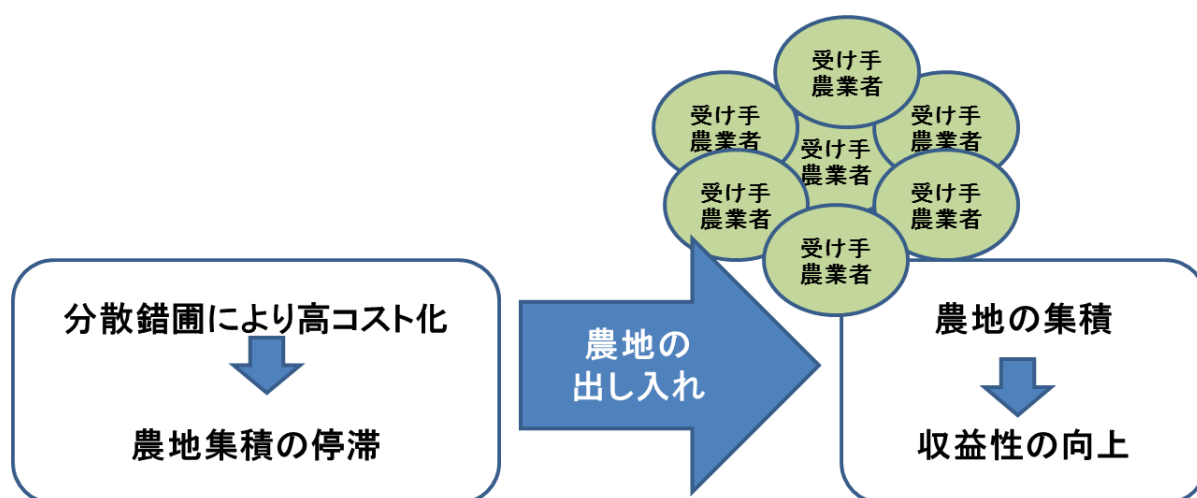 受け手
農業者
受け手
農業者
受け手
農業者
受け手
農業者
受け手
農業者
受け手
農業者
受け手
農業者
分散錯圃により高コスト化
農地集積の停滞
農地の
出し入れ
農地の集積
収益性の向上